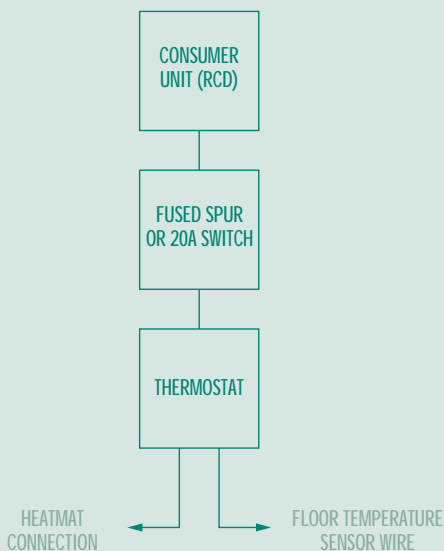 CONSUMER
UNIT (RCD)
FUSED SPUR
OR 20A SWITCH
THERMOSTAT
HEATMAT
CONNECTION
FLOOR TEMPERATURE
SENSOR WIRE